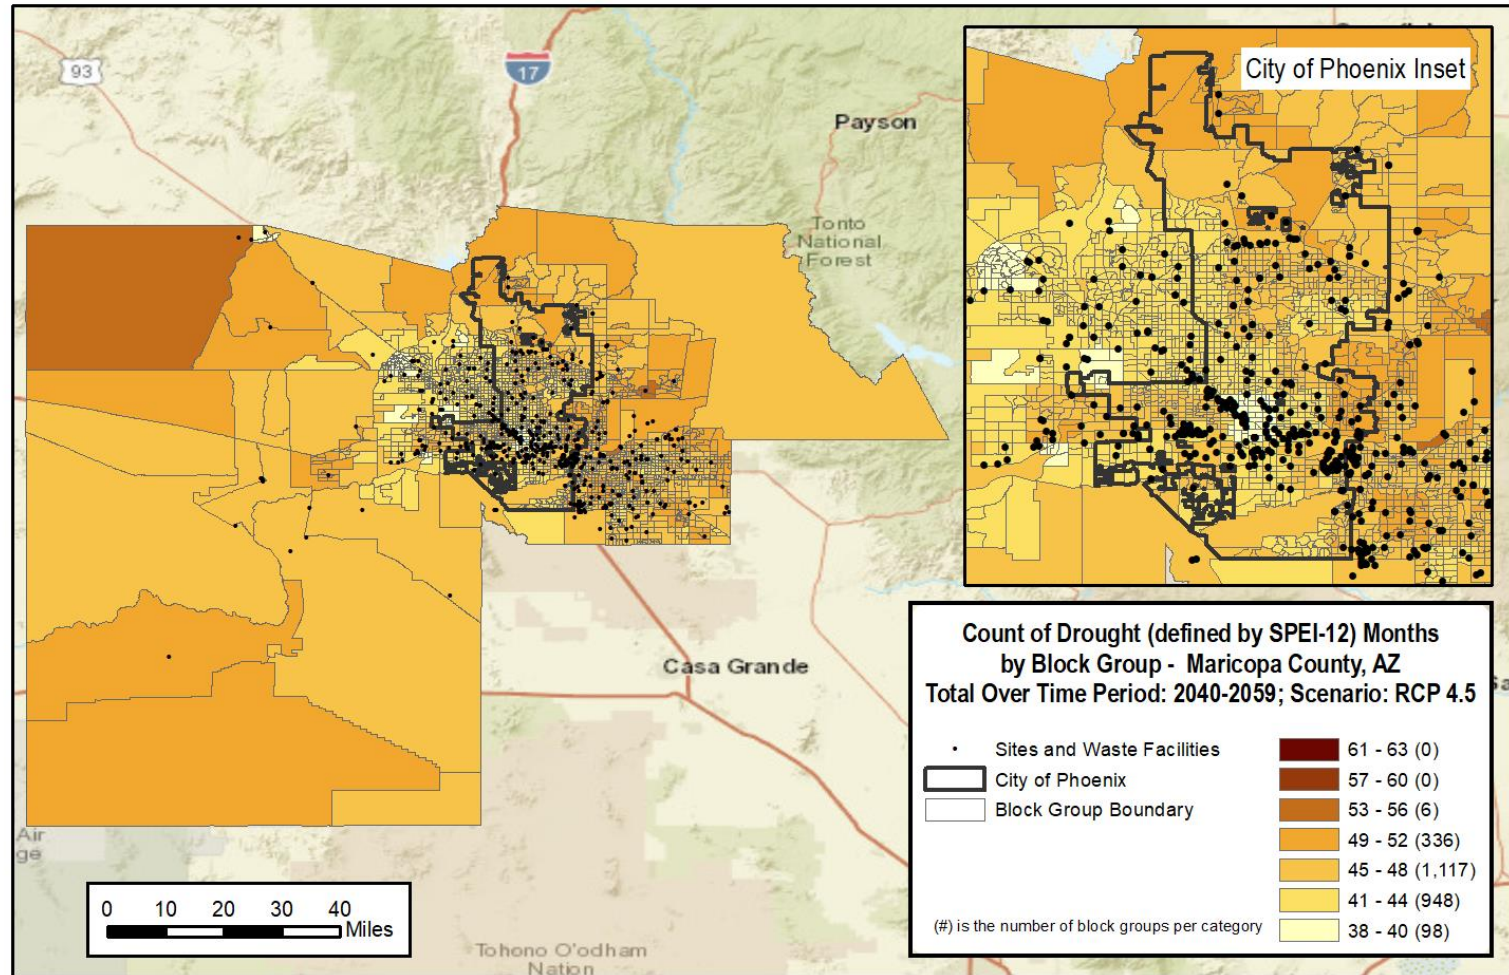 93
17
Payson
Tonto
National
Forest
City of Phoenix Inset
Casa Grande
Count of Drought (defined by SPEI-12) Months
by Block Group - Maricopa County, AZ
Total Over Time Period: 2040-2059; Scenario: RCP 4.5
Sites and Waste Facilities
City of Phoenix
Block Group Boundary
61 - 63 (0)
57 - 60 (0)
53 - 56 (6)
49 - 52 (336)
45 - 48 (1,117)
41 - 44 (948)
38 - 40 (98)
(#) is the number of block groups per category
Air
ge
0 10 20 30 40
Miles
Tohono O'odham
Nation
Sa